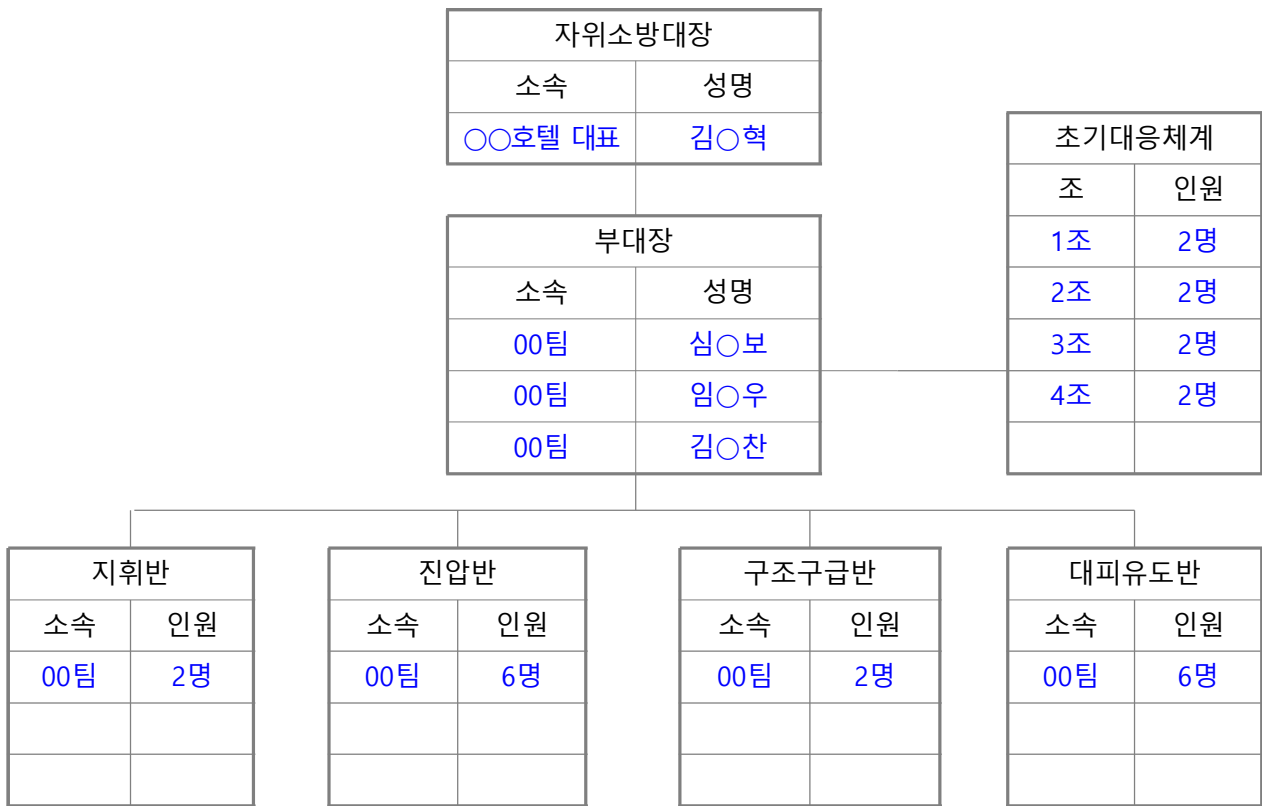 자위소방대장
소속 성명
○○호텔 대표 김○혁
초기대응체계
조 인원
1조 2명
2조 2명
3조 2명
4조 2명
부대장
소속 성명
00팀 심○보
00팀 임○우
00팀 김○찬
지휘반
소속 인원
00팀 2명
진압반
소속 인원
00팀 6명
구조구급반
소속 인원
00팀 2명
대피유도반
소속 인원
00팀 6명